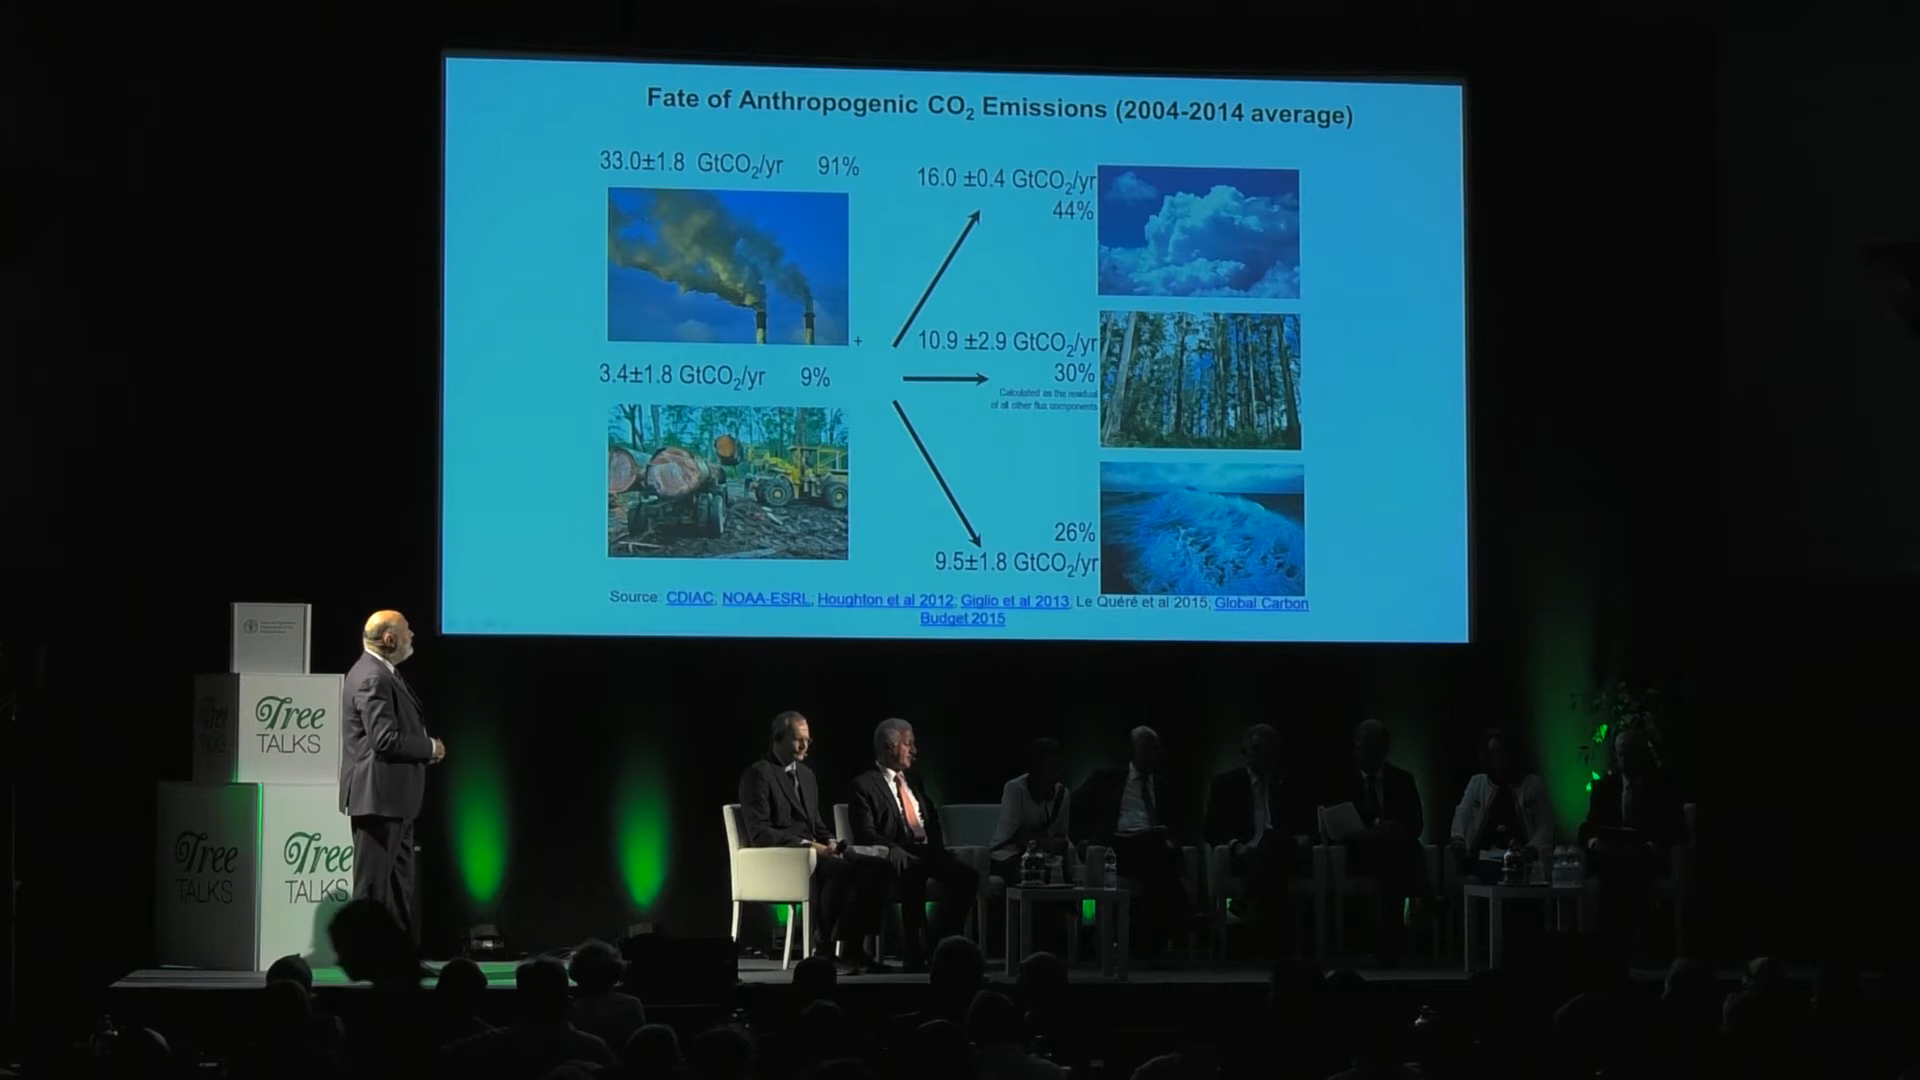 Fate of Anthropogenic CO₂ Emissions (2004-2014 average)
33.0±1.8 GtCO₂/yr 91%
16.0 ±0.4 GtCO₂/yr
44%
+
10.9 ±2.9 GtCO₂/yr
30%
Calculated as the residual
of all other flux components
3.4±1.8 GtCO₂/yr 9%
26%
9.5±1.8 GtCO₂/yr
Source: CDIAC; NOAA-ESRL; Houghton et al 2012; Giglio et al 2013; Le Quéré et al 2015; Global Carbon
Budget 2015
Tree
TALKS
Tree
TALKS
Tree
TALKS